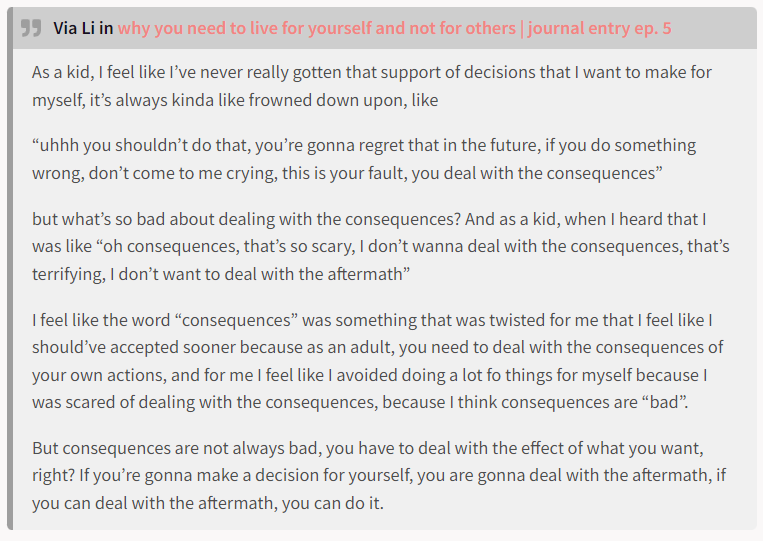 Via Li in why you need to live for yourself and not for others | journal entry ep. 5
As a kid, I feel like I’ve never really gotten that support of decisions that I want to make for
myself, it’s always kinda like frowned down upon, like
“uhhh you shouldn’t do that, you’re gonna regret that in the future, if you do something
wrong, don’t come to me crying, this is your fault, you deal with the consequences”
but what’s so bad about dealing with the consequences? And as a kid, when I heard that I
was like “oh consequences, that’s so scary, I don’t wanna deal with the consequences, that’s
terrifying, I don’t want to deal with the aftermath”
I feel like the word “consequences” was something that was twisted for me that I feel like I
should’ve accepted sooner because as an adult, you need to deal with the consequences of
your own actions, and for me I feel like I avoided doing a lot fo things for myself because I
was scared of dealing with the consequences, because I think consequences are “bad”.
But consequences are not always bad, you have to deal with the effect of what you want,
right? If you’re gonna make a decision for yourself, you are gonna deal with the aftermath, if
you can deal with the aftermath, you can do it.